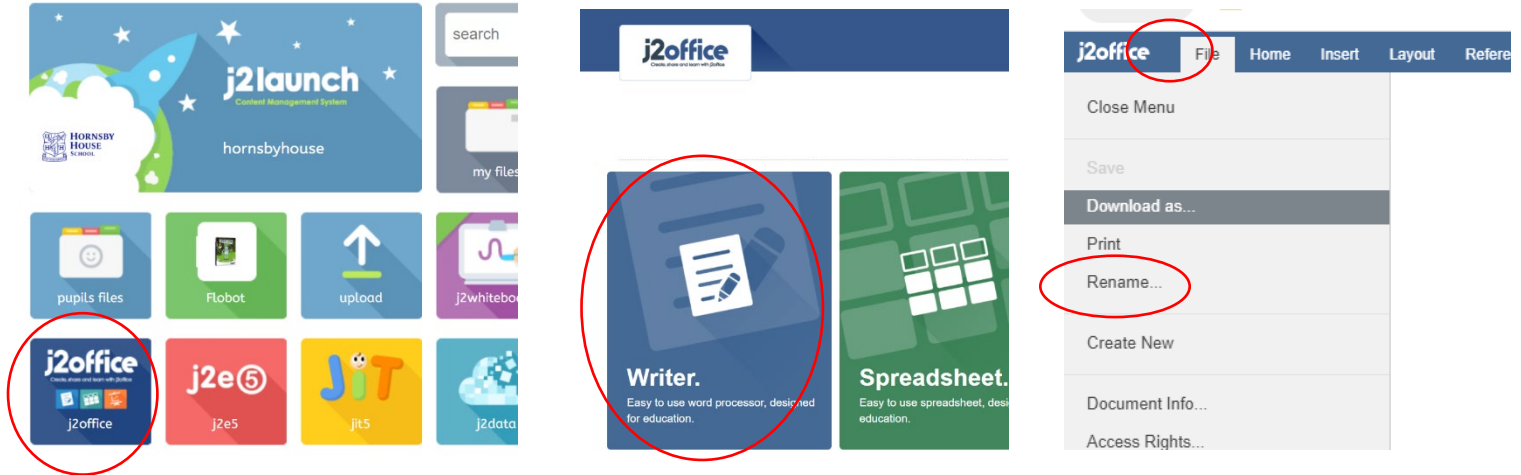 search
j2launch
Content Management System
HORNSBY
HOUSE
SCHOOL
hornsbyhouse
my files
pupils files
Flobot
upload
j2whiteboo
j2office
Create, share and learn with j2office
j2office
j2e5
j2e5
JiT
jit5
j2data
j2office
Create, share and learn with j2office
Writer.
Easy to use word processor, designed
for education.
Spreadsheet.
Easy to use spreadsheet, desi
education.
j2office File Home Insert Layout Refere
Close Menu
Save
Download as...
Print
Rename...
Create New
Document Info...
Access Rights...